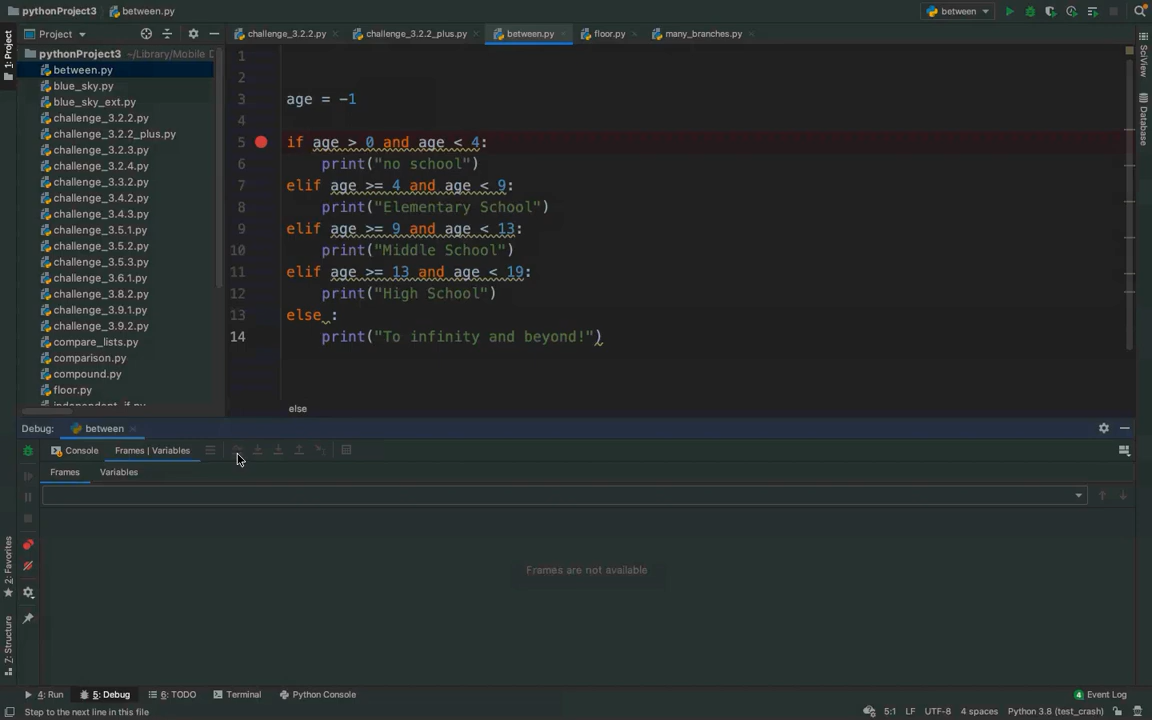 pythonProject3 between.py between
1: Project
Project
challenge_3.2.2.py challenge_3.2.2_plus.py between.py floor.py many_branches.py
pythonProject3 ~/Library/Mobile D
between.py
blue_sky.py
blue_sky_ext.py
challenge_3.2.2.py
challenge_3.2.2_plus.py
challenge_3.2.3.py
challenge_3.2.4.py
challenge_3.3.2.py
challenge_3.4.2.py
challenge_3.4.3.py
challenge_3.5.1.py
challenge_3.5.2.py
challenge_3.5.3.py
challenge_3.6.1.py
challenge_3.8.2.py
challenge_3.9.1.py
challenge_3.9.2.py
compare_lists.py
comparison.py
compound.py
floor.py
independent_if.py
1
2
3 age = -1
4
5 if age > 0 and age < 4:
6 print("no school")
7 elif age >= 4 and age < 9:
8 print("Elementary School")
9 elif age >= 9 and age < 13:
10 print("Middle School")
11 elif age >= 13 and age < 19:
12 print("High School")
13 else :
14 print("To infinity and beyond!")
else
SciView
Database
Debug: between
Console Frames | Variables
Frames Variables
Frames are not available
2: Favorites
Z: Structure
4: Run 5: Debug 6: TODO Terminal Python Console 4 Event Log
Step to the next line in this file 5:1 LF UTF-8 4 spaces Python 3.8 (test_crash)